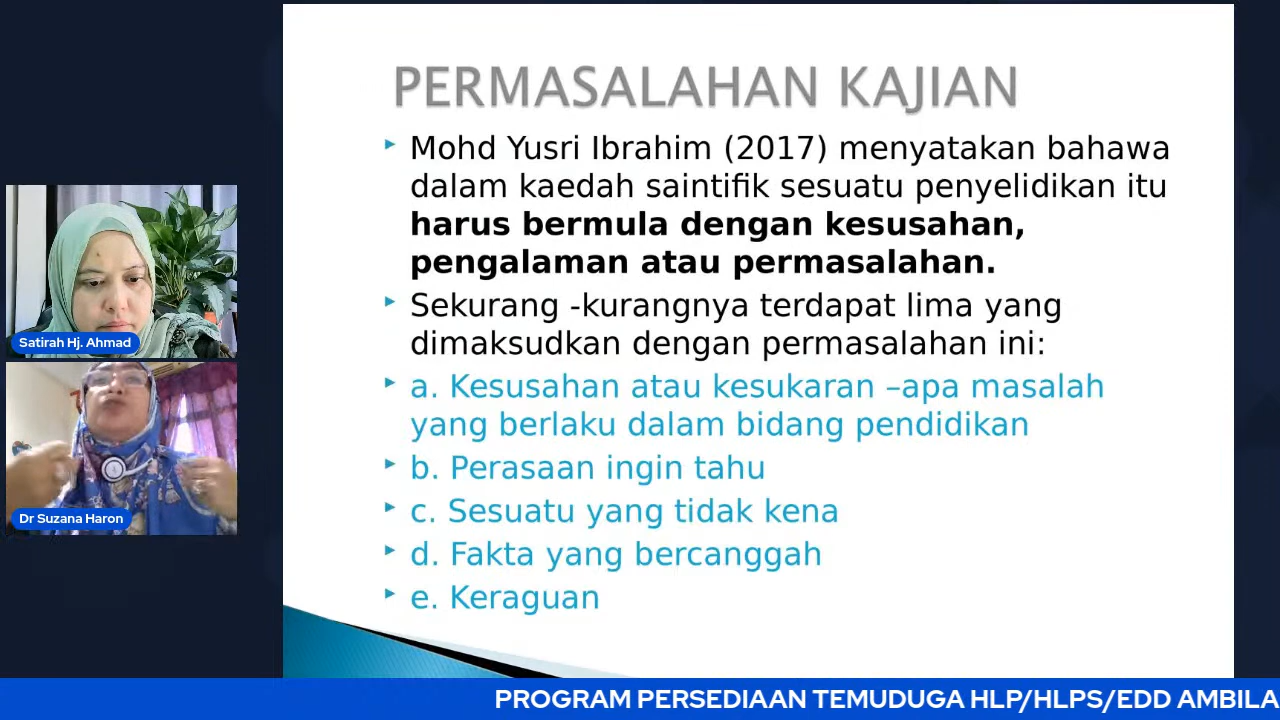 PERMASALAHAN KAJIAN
Mohd Yusri Ibrahim (2017) menyatakan bahawa
dalam kaedah saintifik sesuatu penyelidikan itu
harus bermula dengan kesusahan,
pengalaman atau permasalahan.
Sekurang -kurangnya terdapat lima yang
dimaksudkan dengan permasalahan ini:
a. Kesusahan atau kesukaran –apa masalah
yang berlaku dalam bidang pendidikan
b. Perasaan ingin tahu
c. Sesuatu yang tidak kena
d. Fakta yang bercanggah
e. Keraguan
Satirah Hj. Ahmad
Dr Suzana Haron
PROGRAM PERSEDIAAN TEMUDUGA HLP/HLPS/EDD AMBILA